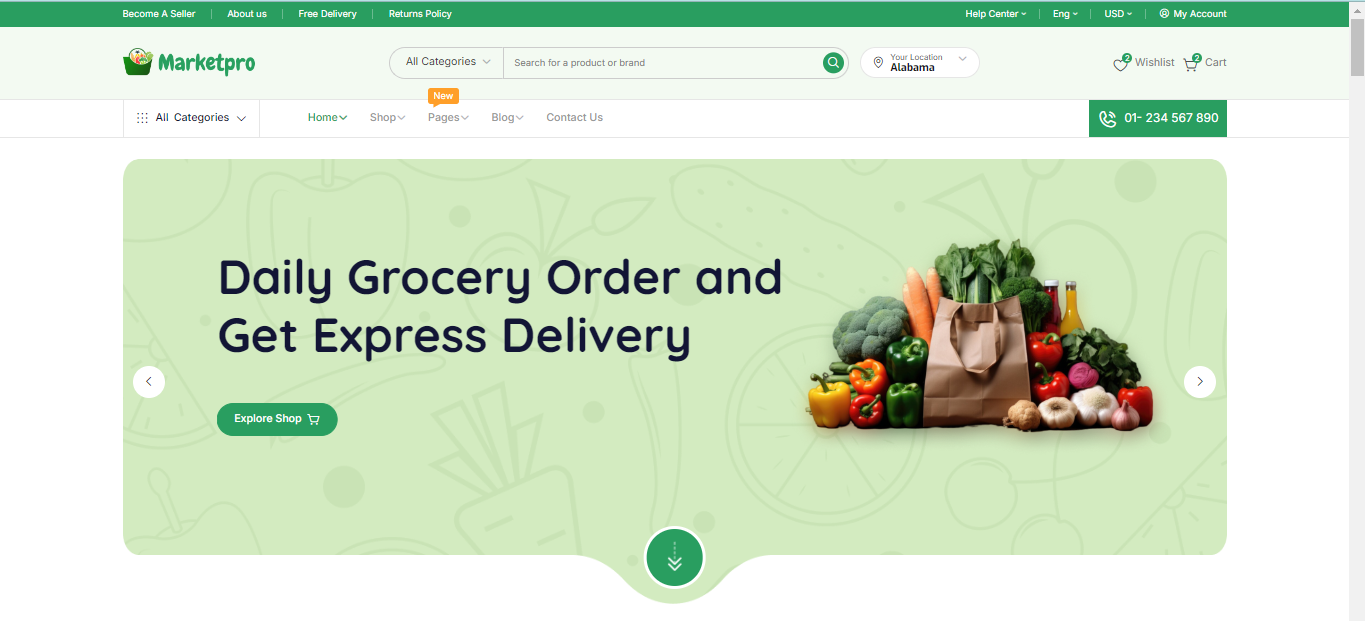 Become A Seller
About us
Free Delivery
Returns Policy
Help Center
Eng
USD
My Account
Marketpro
All Categories
Search for a product or brand
Your Location
Alabama
2
Wishlist
2
Cart
All Categories
Home
Shop
New
Pages
Blog
Contact Us
01- 234 567 890
Daily Grocery Order and
Get Express Delivery
Explore Shop